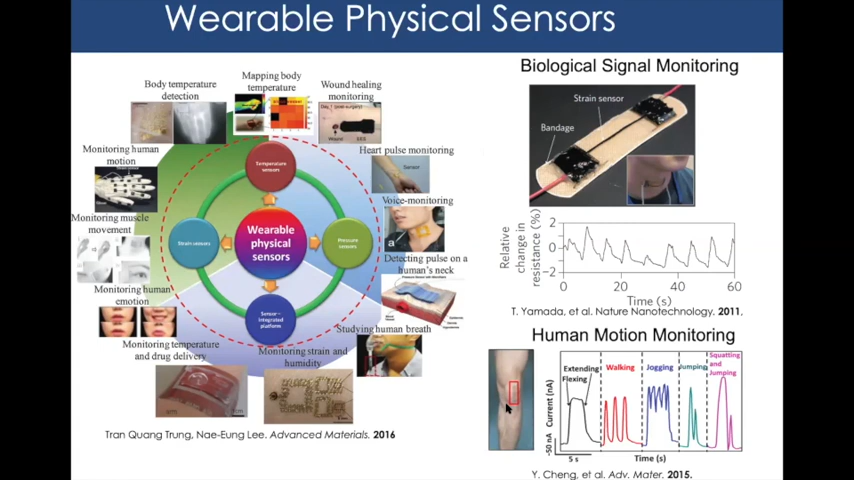 Wearable Physical Sensors
Body temperature
detection
Mapping body
temperature
Wound healing
monitoring
Monitoring human
motion
Heart pulse monitoring
Sensor
Temperature
sensors
Monitoring muscle
movement
Voice-monitoring
a
Strain sensors
Wearable
physical
sensors
Pressure
sensors
Detecting pulse on a
human's neck
Monitoring human
emotion
Sensor-
integrated
platform
Studying human breath
Monitoring temperature
and drug delivery
Monitoring strain and
humidity
Tran Quang Trung, Nae-Eung Lee. Advanced Materials. 2016
Biological Signal Monitoring
Strain sensor
Bandage
Relative
change in
resistance (%)
2
0
−2
0 20 40 60
Time (s)
T. Yamada, et al. Nature Nanotechnology. 2011.
Human Motion Monitoring
Extending
Flexing
Walking
Jogging
Jumping
Squatting
and
Jumping
Current (nA)
50 nA
5 s
Time (s)
Y. Cheng, et al. Adv. Mater. 2015.